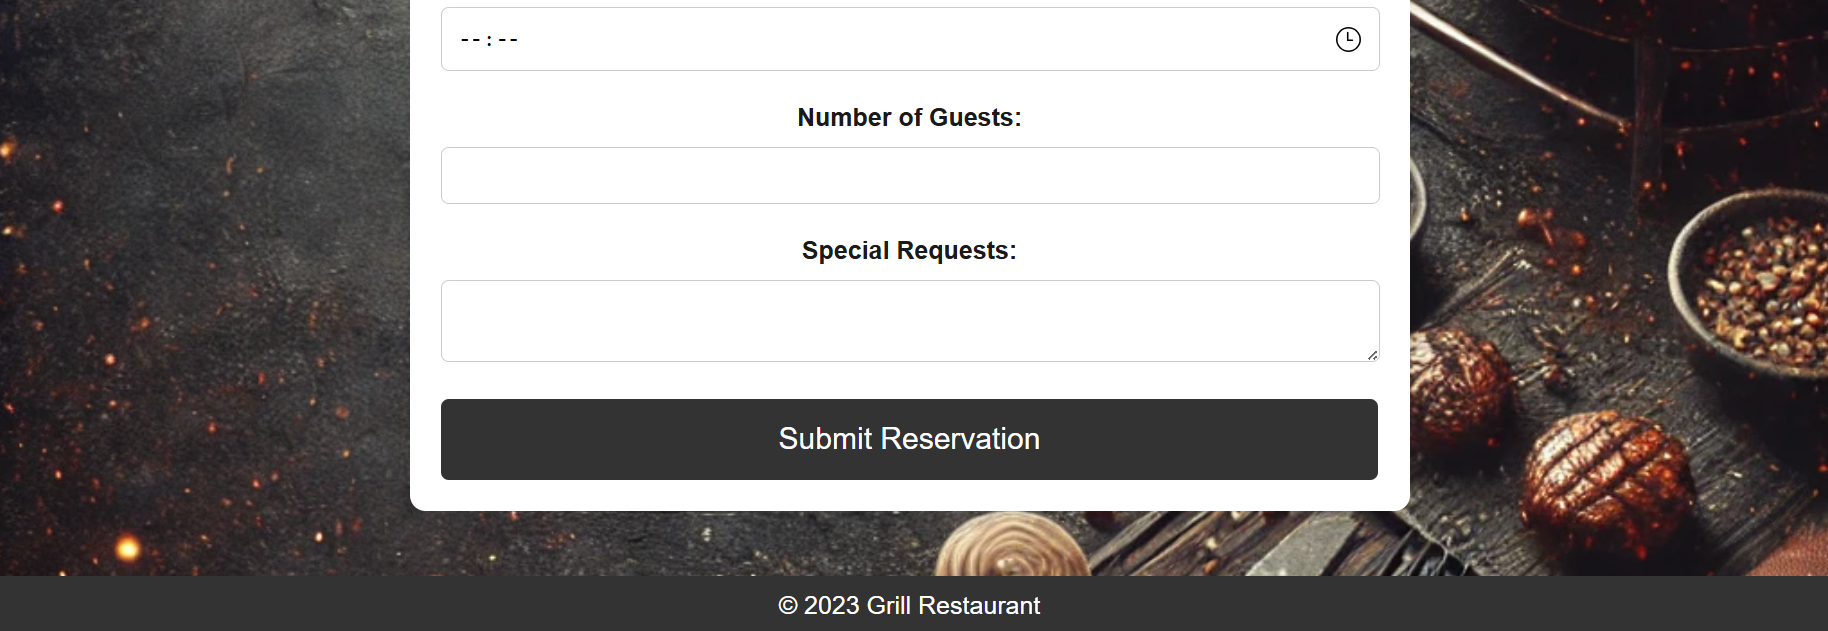 --:--
Number of Guests:
Special Requests:
Submit Reservation
© 2023 Grill Restaurant